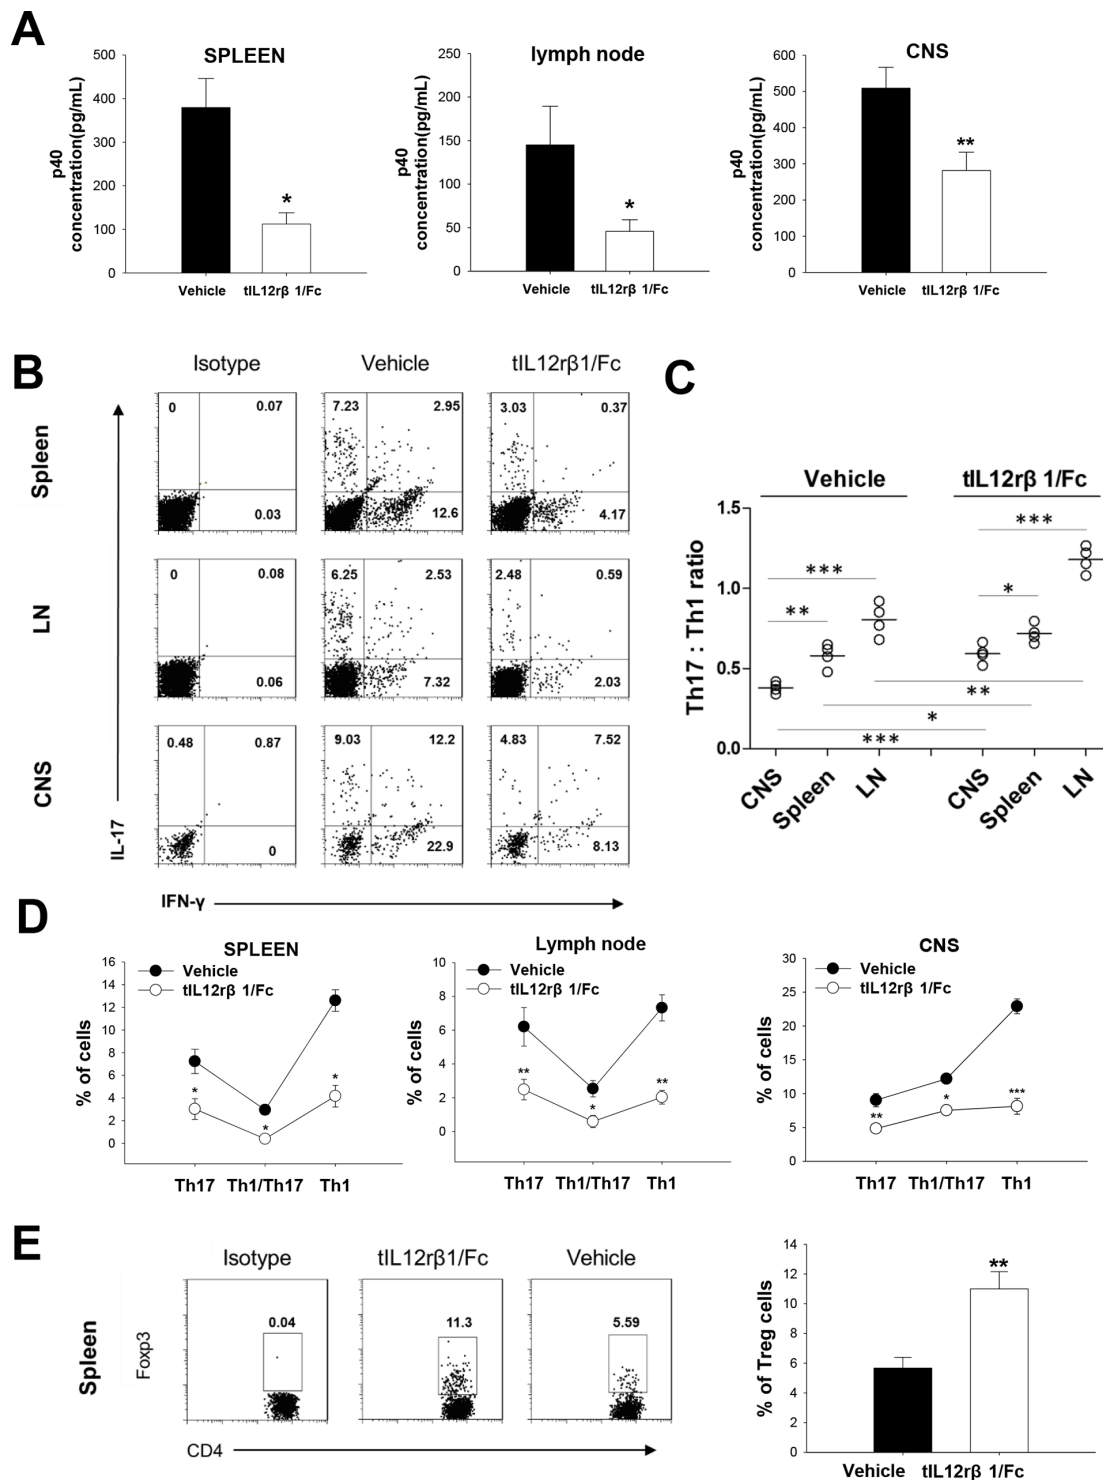 A
SPLEEN
500
400
300
200
100
0
p40
concentration(pg/mL)
*
Vehicle tIL12rβ 1/Fc
lymph node
250
200
150
100
50
0
p40
concentration(pg/mL)
*
Vehicle tIL12rβ 1/Fc
CNS
600
500
400
300
200
600
0
p40
concentration(pg/mL)
**
Vehicle tIL12rβ 1/Fc
B
Isotype Vehicle tIL12rβ1/Fc
Spleen
0 0.07 7.23 2.95 3.03 0.37
0.03 12.6 4.17
LN
0 0.08 6.25 2.53 2.48 0.59
0.06 7.32 2.03
CNS
0.48 0.87 9.03 12.2 4.83 7.52
0 22.9 8.13
IL-17
IFN-γ
C
Vehicle tIL12rβ 1/Fc
1.5
1.0
0.5
0.0
Th17 : Th1 ratio
***
***
*
**
**
*
***
CNS Spleen LN CNS Spleen LN
D
SPLEEN
16
14
12
10
8
6
4
2
0
% of cells
Vehicle
tIL12rβ 1/Fc
* * *
Th17 Th1/Th17 Th1
Lymph node
10
8
6
4
2
0
% of cells
Vehicle
tIL12rβ 1/Fc
** * **
Th17 Th1/Th17 Th1
CNS
30
25
20
15
10
5
0
% of cells
Vehicle
tIL12rβ 1/Fc
** * ***
Th17 Th1/Th17 Th1
E
Isotype tIL12rβ1/Fc Vehicle
Spleen
Foxp3
0.04 11.3 5.59
CD4
14
12
10
8
6
4
2
0
% of Treg cells
**
Vehicle tIL12rβ 1/Fc